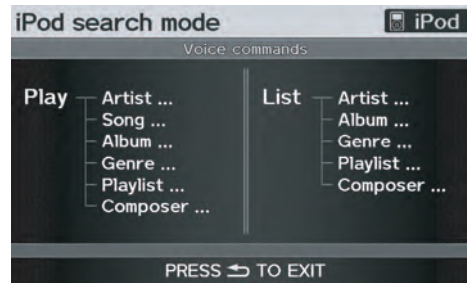 iPod search mode
iPod
Voice commands
Play
Artist ...
Song ...
Album ...
Genre ...
Playlist ...
Composer ...
List
Artist ...
Album ...
Genre ...
Playlist ...
Composer ...
PRESS TO EXIT